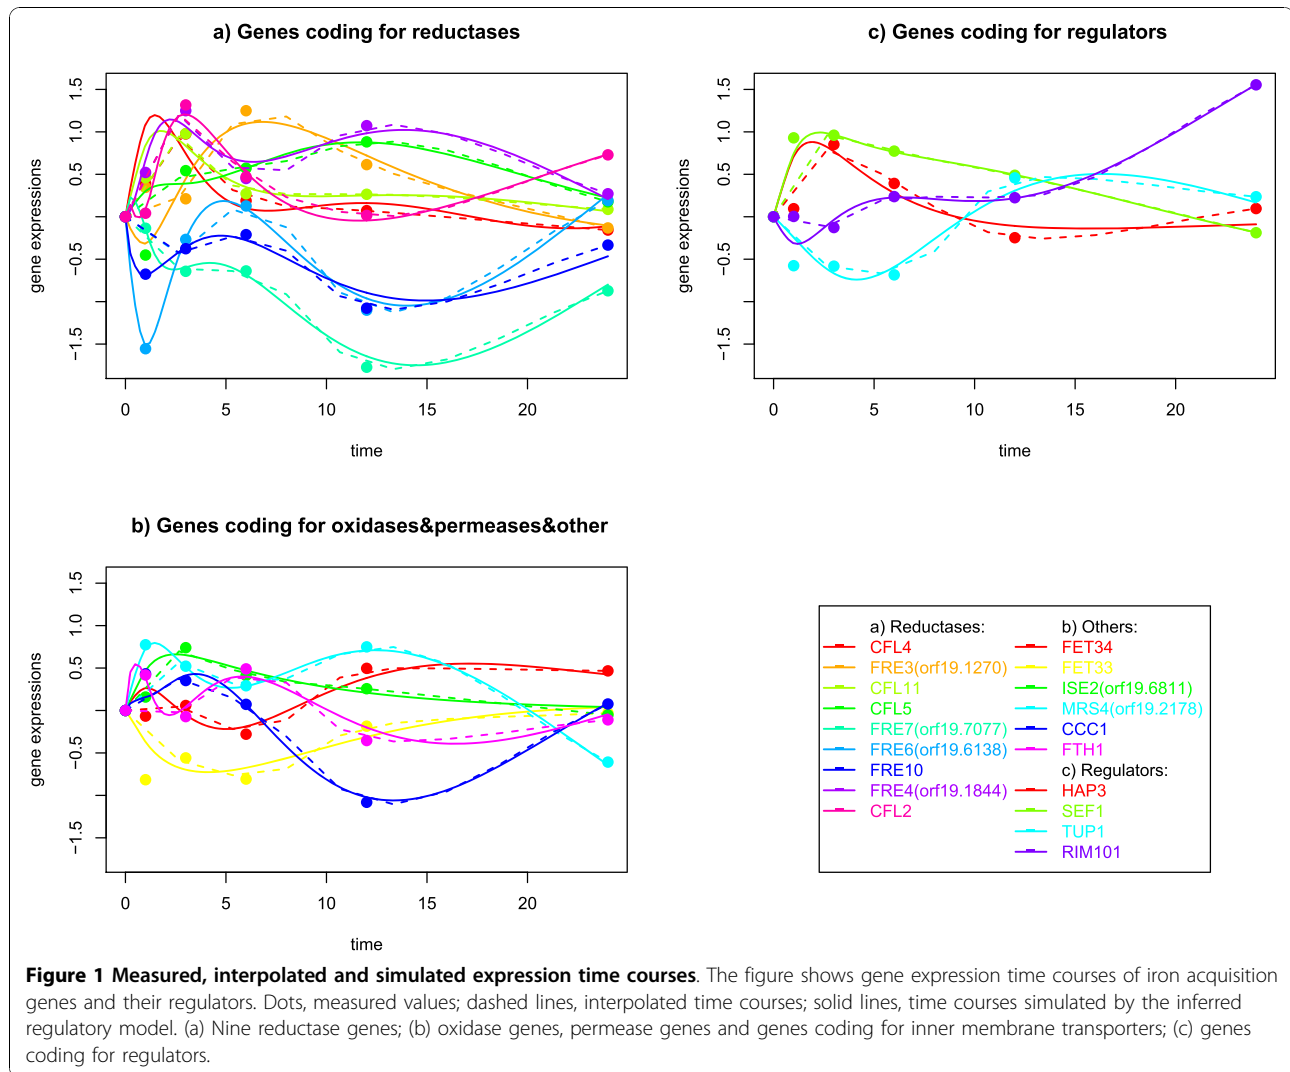 a) Genes coding for reductases
gene expressions
1.5
1.0
0.5
−0.5
−1.5
0 5 10 15 20
time
c) Genes coding for regulators
gene expressions
1.5
1.0
0.5
−0.5
−1.5
0 5 10 15 20
time
b) Genes coding for oxidases&permeases&other
gene expressions
1.5
1.0
0.5
−0.5
−1.5
0 5 10 15 20
time
a) Reductases:
CFL4
FRE3(orf19.1270)
CFL11
CFL5
FRE7(orf19.7077)
FRE6(orf19.6138)
FRE10
FRE4(orf19.1844)
CFL2
b) Others:
FET34
FET33
ISE2(orf19.6811)
MRS4(orf19.2178)
CCC1
FTH1
c) Regulators:
HAP3
SEF1
TUP1
RIM101
Figure 1 Measured, interpolated and simulated expression time courses. The figure shows gene expression time courses of iron acquisition
genes and their regulators. Dots, measured values; dashed lines, interpolated time courses; solid lines, time courses simulated by the inferred
regulatory model. (a) Nine reductase genes; (b) oxidase genes, permease genes and genes coding for inner membrane transporters; (c) genes
coding for regulators.